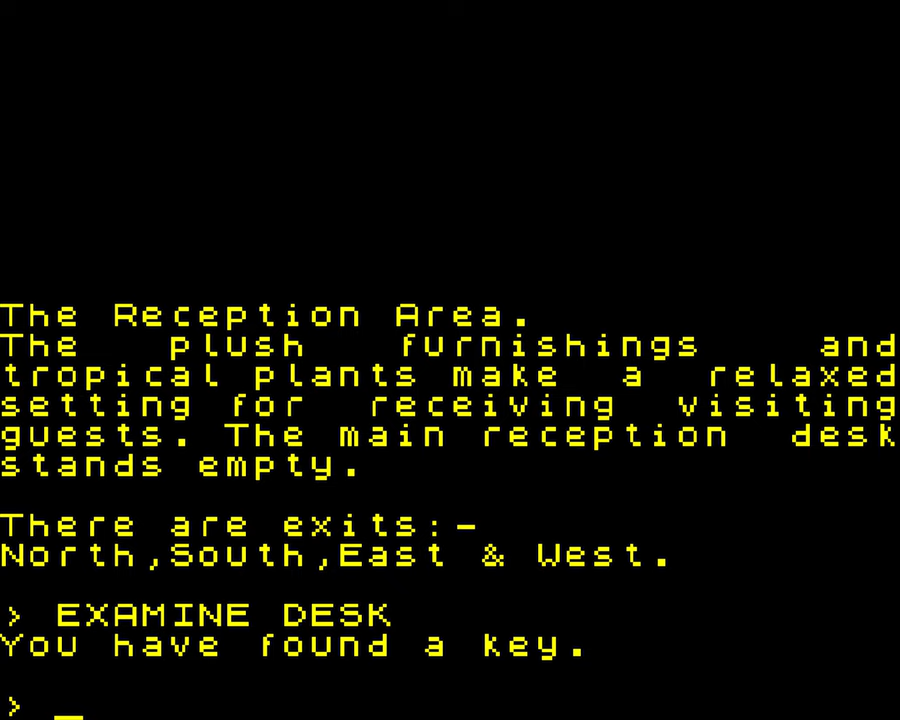 The Reception Area.
The plush furnishings and
tropical plants make a relaxed
setting for receiving visiting
guests. The main reception desk
stands empty.
There are exits:-
North,South,East & West.
> EXAMINE DESK
You have found a key.
> _